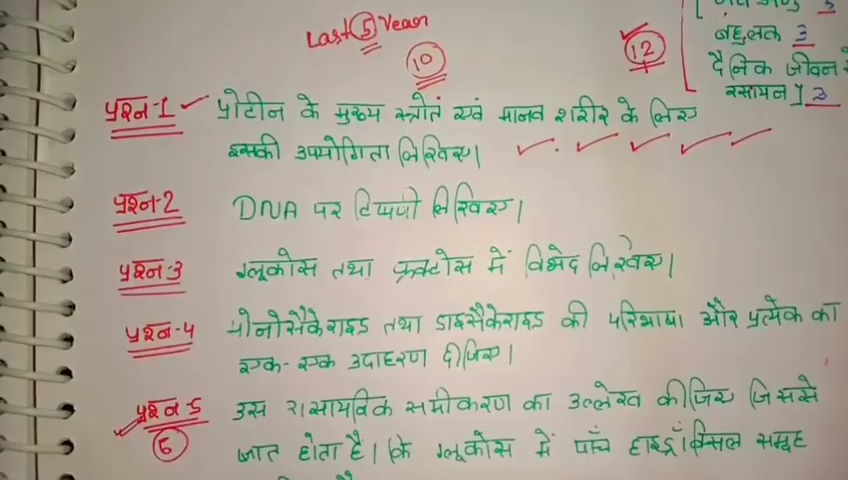 Last 5 Year
10
12
बहुलक 3
दैनिक जीवन में
रसायन] 3
प्रश्न-1 प्रोटीन के मुख्य स्त्रोतं एवं मानव शरीर के लिए
इसकी उपयोगिता लिखिए।
प्रश्न-2 DNA पर टिप्पणी लिखिए।
प्रश्न-3 ग्लूकोस तथा फ्रक्टोस में विभेद लिखिए।
प्रश्न-4 मोनोसैकेराइड तथा डाइसैकेराइड की परिभाषा और प्रत्येक का
एक-एक उदाहरण दीजिए।
प्रश्न-5 उस रासायनिक समीकरण का उल्लेख कीजिए जिससे
6 ज्ञात होता है। कि ग्लूकोस में पाँच हाइड्रॉक्सिल समूह